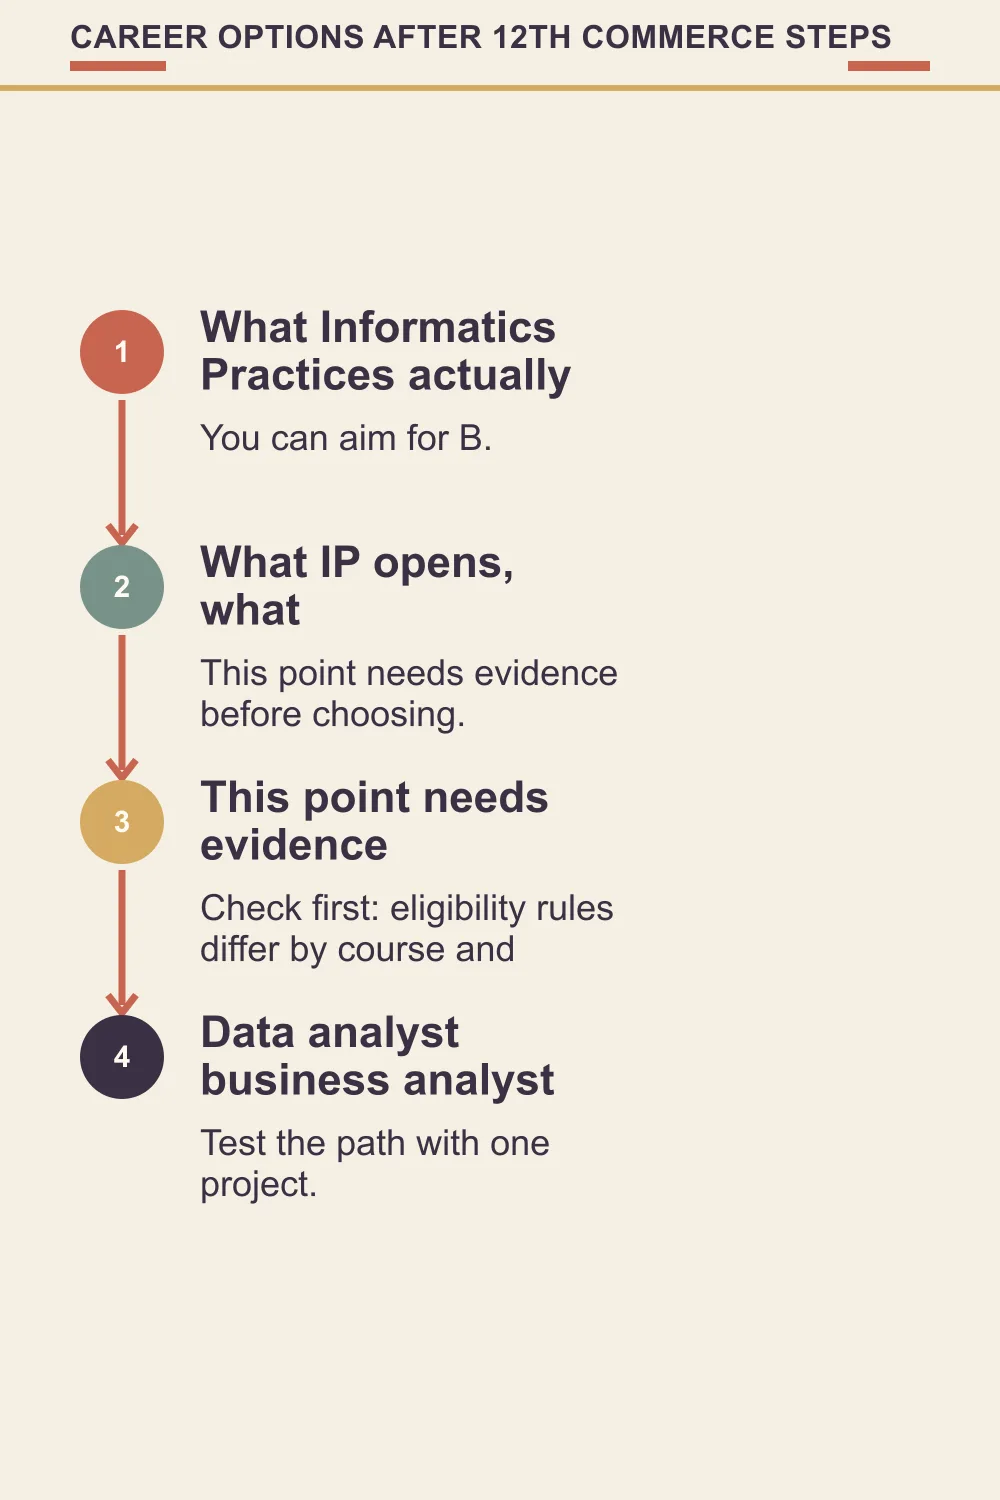 CAREER OPTIONS AFTER 12TH COMMERCE STEPS
1
What Informatics
Practices actually
You can aim for B.
2
What IP opens,
what
This point needs evidence
before choosing.
3
This point needs
evidence
Check first: eligibility rules
differ by course and
4
Data analyst
business analyst
Test the path with one
project.